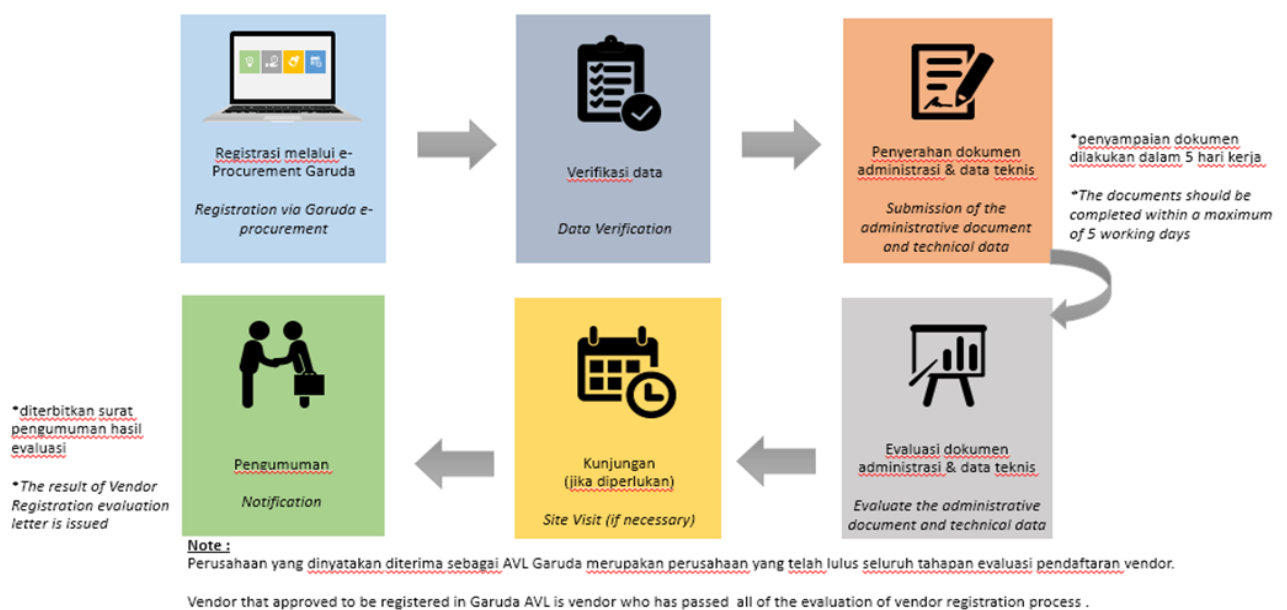 Registrasi melalui e-
Procurement Garuda
Registration via Garuda e-
procurement
Verifikasi data
Data Verification
Penyerahan dokumen
administrasi & data teknis
Submission of the
administrative document
and technical data
*penyampaian dokumen
dilakukan dalam 5 hari kerja
*The documents should be
completed within a maximum
of 5 working days
Evaluasi dokumen
administrasi & data teknis
Evaluate the administrative
document and technical data
Kunjungan
(jika diperlukan)
Site Visit (if necessary)
Pengumuman
Notification
*diterbitkan surat
pengumuman hasil
evaluasi
*The result of Vendor
Registration evaluation
letter is issued
Note :
Perusahaan yang dinyatakan diterima sebagai AVL Garuda merupakan perusahaan yang telah lulus seluruh tahapan evaluasi pendaftaran vendor.
Vendor that approved to be registered in Garuda AVL is vendor who has passed all of the evaluation of vendor registration process .